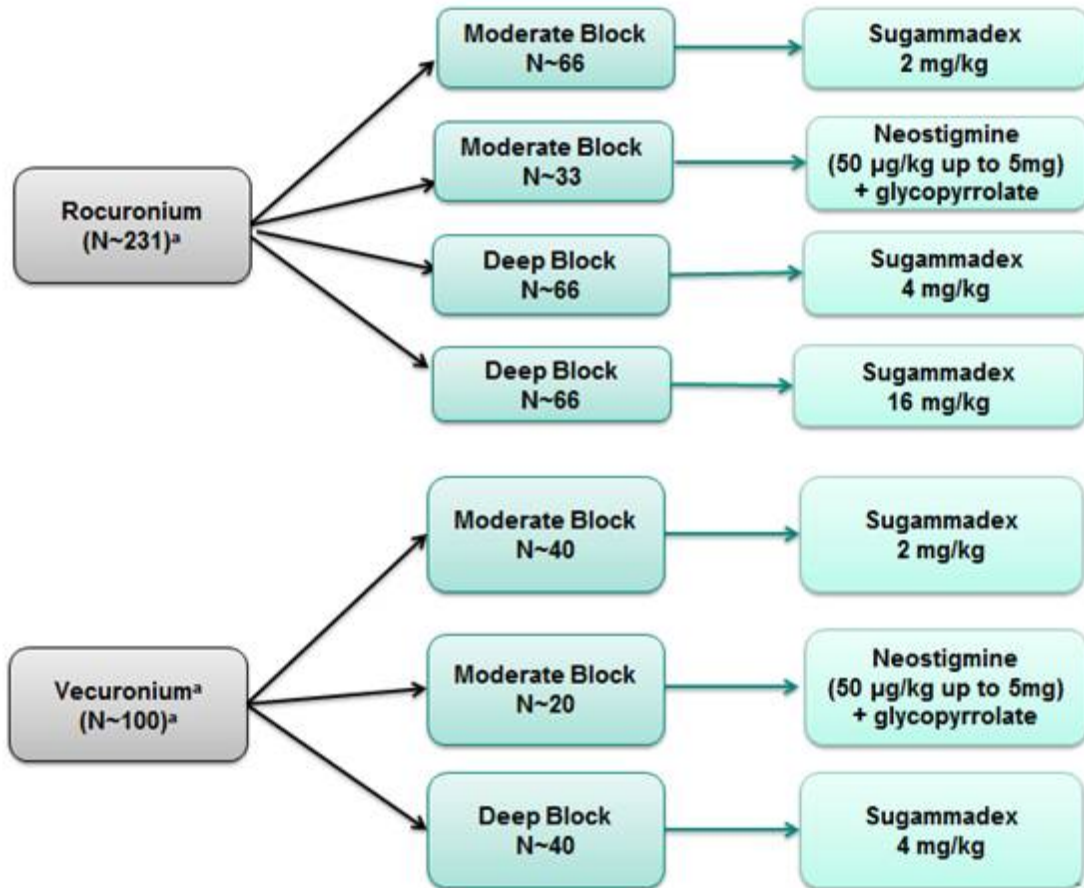 Rocuronium
(N~231)ᵃ
Moderate Block
N~66
Sugammadex
2 mg/kg
Moderate Block
N~33
Neostigmine
(50 µg/kg up to 5mg)
+ glycopyrrolate
Deep Block
N~66
Sugammadex
4 mg/kg
Deep Block
N~66
Sugammadex
16 mg/kg
Vecuroniumᵃ
(N~100)ᵃ
Moderate Block
N~40
Sugammadex
2 mg/kg
Moderate Block
N~20
Neostigmine
(50 µg/kg up to 5mg)
+ glycopyrrolate
Deep Block
N~40
Sugammadex
4 mg/kg